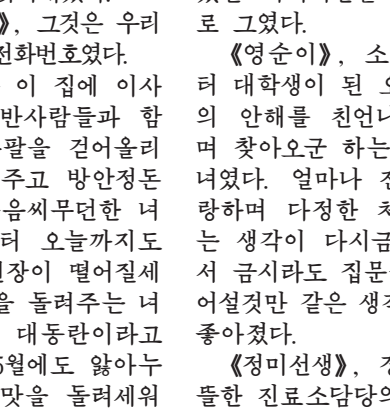 》, 그것은 우리
전화번호였다.
이 집에 이사
반사람들과 함
팔을 걷어올리
주고 방안정돈
음씨무던한 녀
터 오늘까지도
장이 떨어질세
을 돌려주는 녀
대동란이라고
5월에도 앓아누
맛을 돌려세워
로 그였다.
《영순이》, 소
터 대학생이 된 오
의 안해를 친언니
며 찾아오군 하는
녀였다. 얼마나 진
랑하며 다정한 처
는 생각이 다시금
서 금시라도 집문
어설것만 같은 생각
좋아졌다.
《정미선생》,
뜰한 진료소담당의